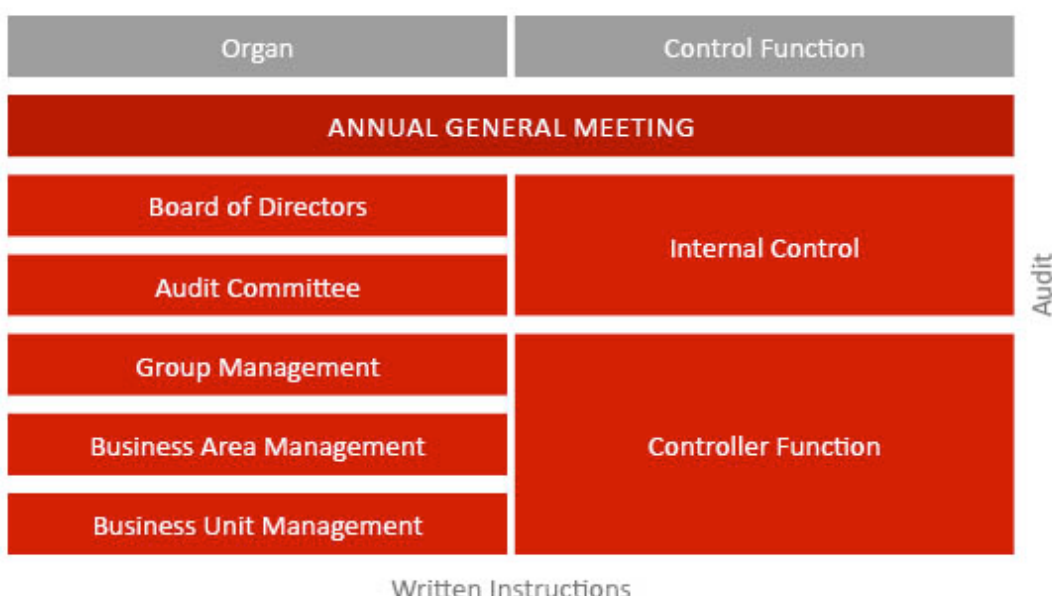 Organ
Control Function
ANNUAL GENERAL MEETING
Board of Directors
Internal Control
Audit Committee
Group Management
Business Area Management
Controller Function
Business Unit Management
Audit
Written Instructions